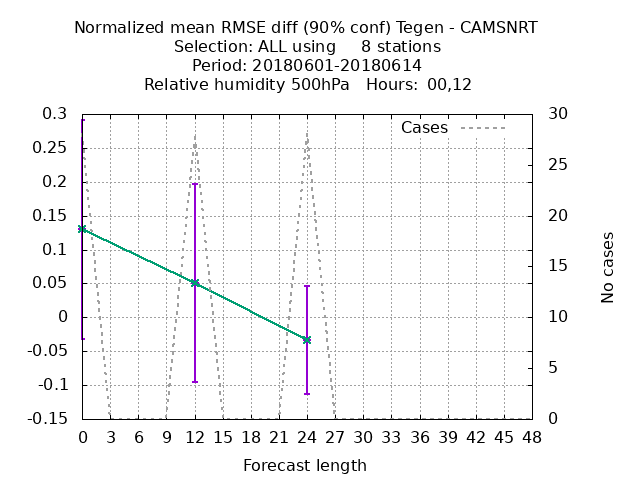 Normalized mean RMSE diff (90% conf) Tegen - CAMSNRT
Selection: ALL using     8 stations
Period: 20180601-20180614
Relative humidity 500hPa   Hours:  00,12
Cases
0.3
0.25
0.2
0.15
0.1
0.05
0
-0.05
-0.1
-0.15
30
25
20
15
10
5
0
No cases
0 3 6 9 12 15 18 21 24 27 30 33 36 39 42 45 48
Forecast length